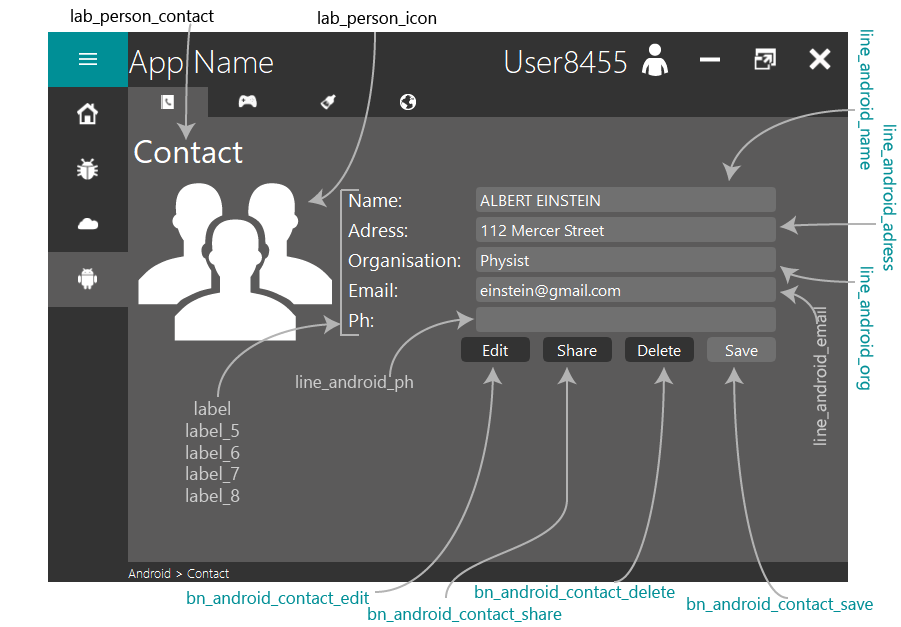 lab_person_contact
lab_person_icon
App Name
User8455
line_android_name
line_android_adress
Contact
Name:
ALBERT EINSTEIN
Adress:
112 Mercer Street
Organisation:
Physist
Email:
einstein@gmail.com
Ph:
line_android_org
line_android_email
Edit
Share
Delete
Save
line_android_ph
label
label_5
label_6
label_7
label_8
Android > Contact
bn_android_contact_edit
bn_android_contact_share
bn_android_contact_delete
bn_android_contact_save